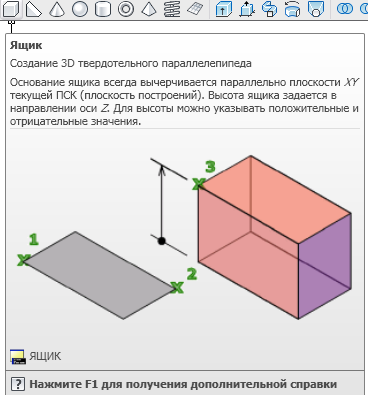 Ящик
Создание 3D твердотельного параллелепипеда
Основание ящика всегда вычерчивается параллельно плоскости XY
текущей ПСК (плоскость построений). Высота ящика задается в
направлении оси Z. Для высоты можно указывать положительные и
отрицательные значения.
3
1
2
ЯЩИК
? Нажмите F1 для получения дополнительной справки